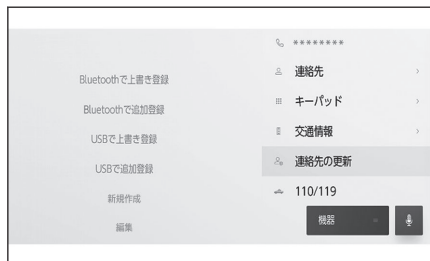 Bluetoothで上書き登録
Bluetoothで追加登録
USBで上書き登録
USBで追加登録
新規作成
編集
********
連絡先
キーパッド
交通情報
連絡先の更新
110/119
機器